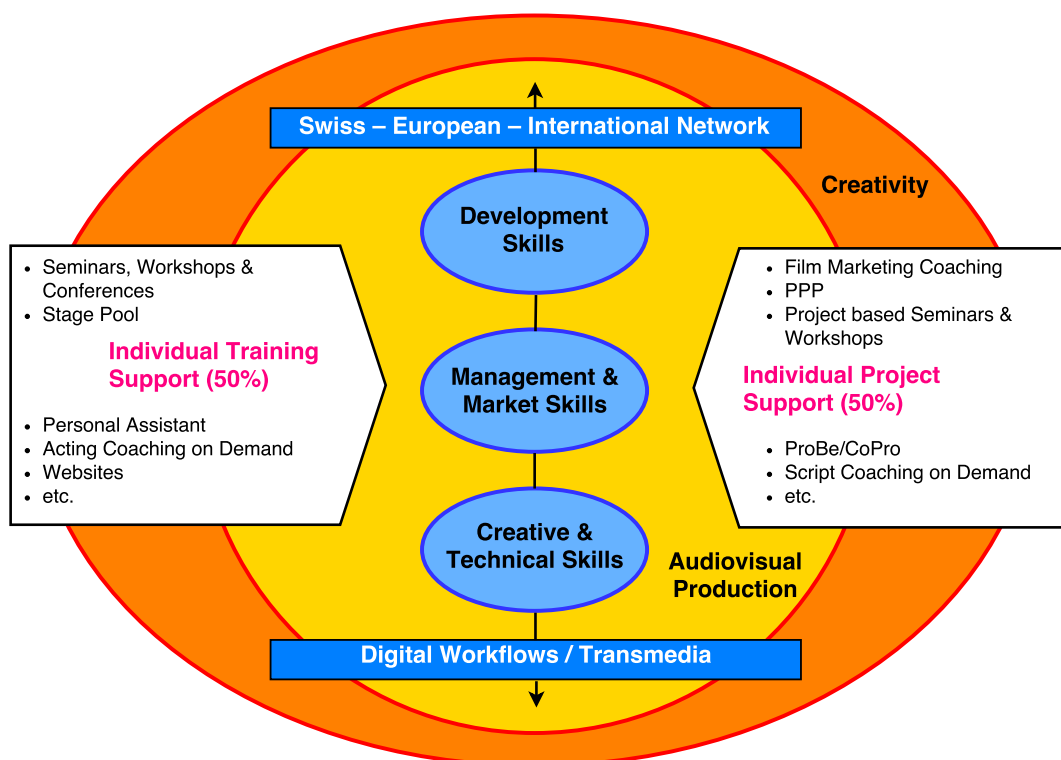 Swiss – European – International Network
Creativity
Development
Skills
• Seminars, Workshops &
Conferences
• Stage Pool
Individual Training
Support (50%)
• Personal Assistant
• Acting Coaching on Demand
• Websites
• etc.
Management &
Market Skills
• Film Marketing Coaching
• PPP
• Project based Seminars &
Workshops
Individual Project
Support (50%)
• ProBe/CoPro
• Script Coaching on Demand
• etc.
Creative &
Technical Skills
Audiovisual
Production
Digital Workflows / Transmedia